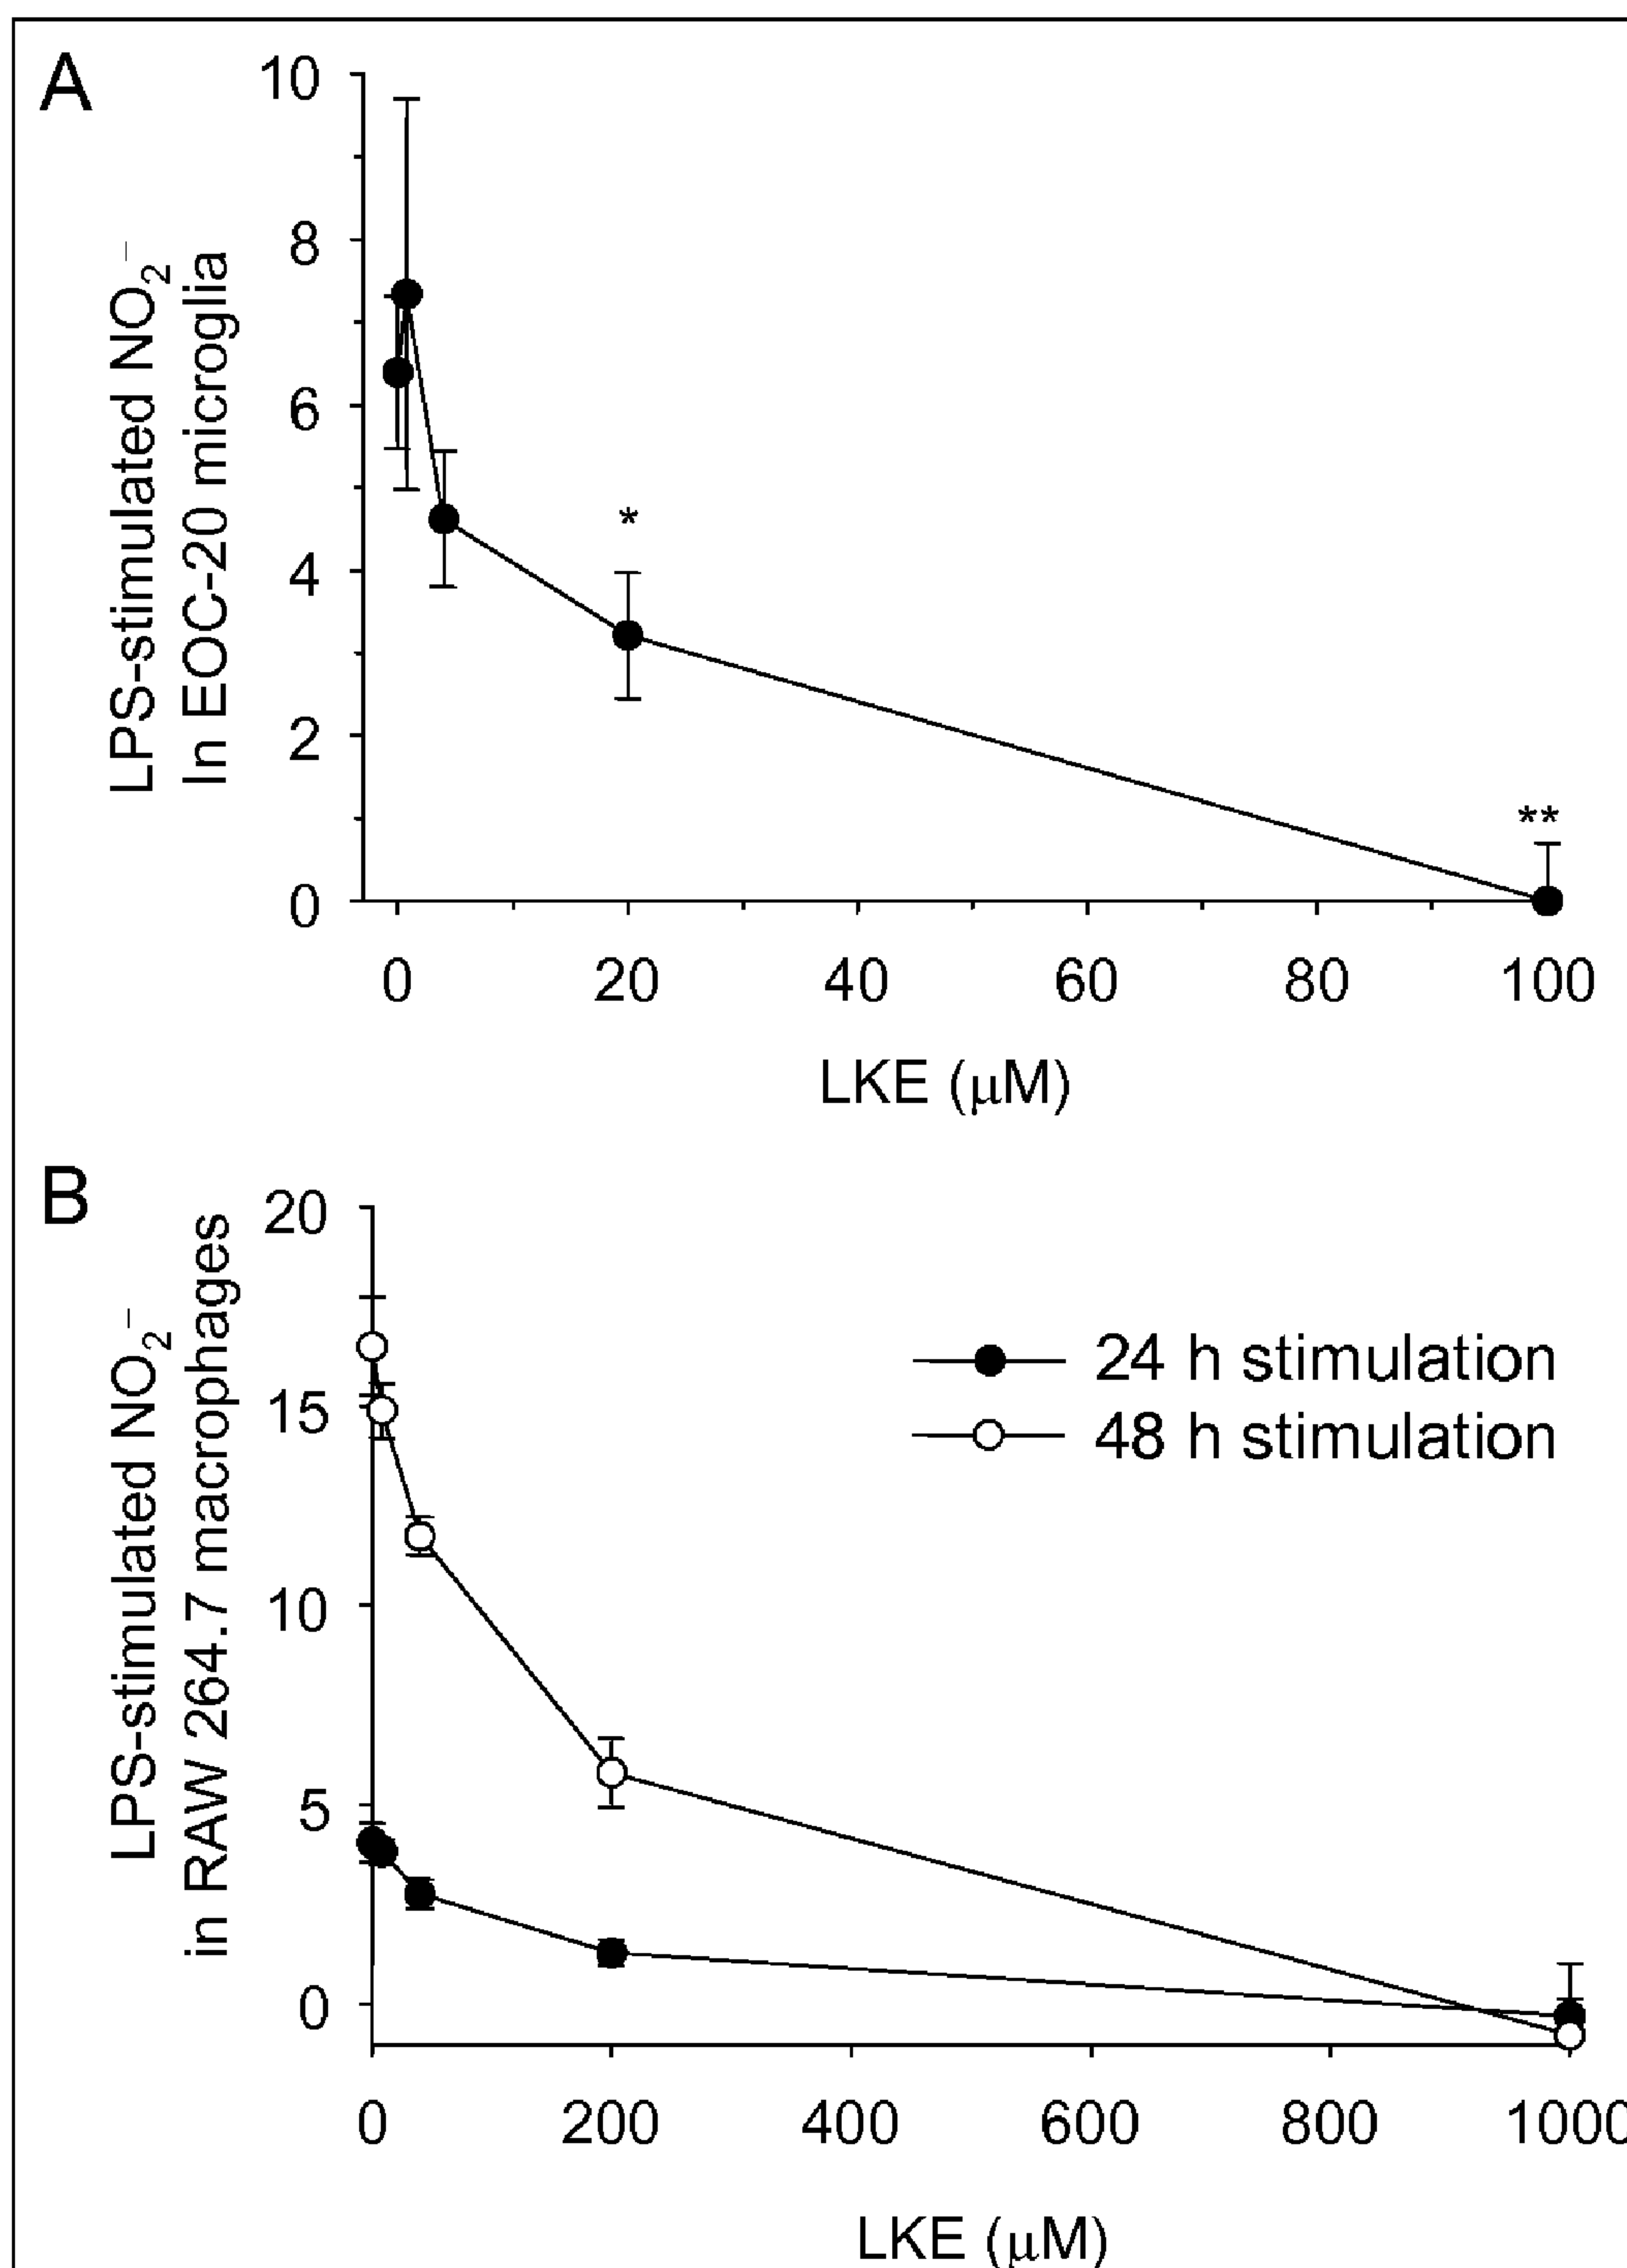 A
10
8
6
4
2
0
LPS-stimulated NO₂⁻
In EOC-20 microglia
*
**
0 20 40 60 80 100
LKE (μM)
B
20
15
10
5
0
LPS-stimulated NO₂⁻
in RAW 264.7 macrophages
24 h stimulation
48 h stimulation
0 200 400 600 800 1000
LKE (μM)